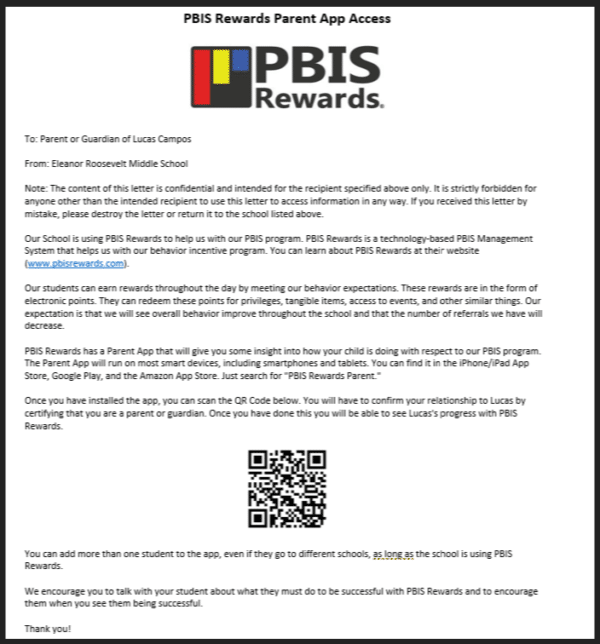 PBIS Rewards Parent App Access
PBIS
Rewards.
To: Parent or Guardian of Lucas Campos
From: Eleanor Roosevelt Middle School
Note: The content of this letter is confidential and intended for the recipient specified above only. It is strictly forbidden for
anyone other than the intended recipient to use this letter to access information in any way. If you received this letter by
mistake, please destroy the letter or return it to the school listed above.
Our School is using PBIS Rewards to help us with our PBIS program. PBIS Rewards is a technology-based PBIS Management
System that helps us with our behavior incentive program. You can learn about PBIS Rewards at their website
(www.pbisrewards.com).
Our students can earn rewards throughout the day by meeting our behavior expectations. These rewards are in the form of
electronic points. They can redeem these points for privileges, tangible items, access to events, and other similar things. Our
expectation is that we will see overall behavior improve throughout the school and that the number of referrals we have will
decrease.
PBIS Rewards has a Parent App that will give you some insight into how your child is doing with respect to our PBIS program.
The Parent App will run on most smart devices, including smartphones and tablets. You can find it in the iPhone/iPad App
Store, Google Play, and the Amazon App Store. Just search for "PBIS Rewards Parent."
Once you have installed the app, you can scan the QR Code below. You will have to confirm your relationship to Lucas by
certifying that you are a parent or guardian. Once you have done this you will be able to see Lucas's progress with PBIS
Rewards.
You can add more than one student to the app, even if they go to different schools, as long as the school is using PBIS
Rewards.
We encourage you to talk with your student about what they must do to be successful with PBIS Rewards and to encourage
them when you see them being successful.
Thank you!